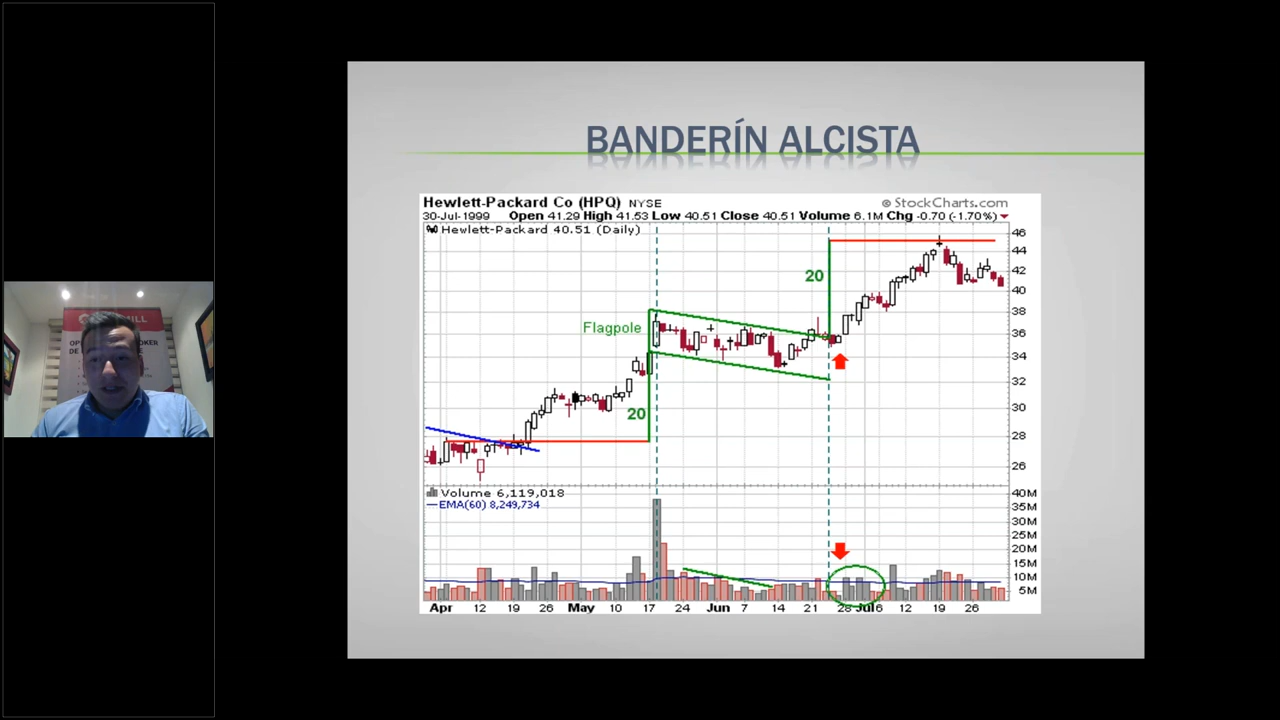 BANDERÍN ALCISTA
Hewlett-Packard Co (HPQ) NYSE
© StockCharts.com
30-Jul-1999 Open 41.29 High 41.53 Low 40.51 Close 40.51 Volume 6.1M Chg -0.70 (-1.70%)
Hewlett-Packard 40.51 (Daily)
46
44
20
42
40
38
Flagpole
36
34
32
30
20
28
26
Volume 6,119,018
EMA(60) 8,249,734
40M
35M
30M
25M
20M
15M
10M
5M
Apr 12 19 26 May 10 17 24 Jun 7 14 21 28 Jul 6 12 19 26